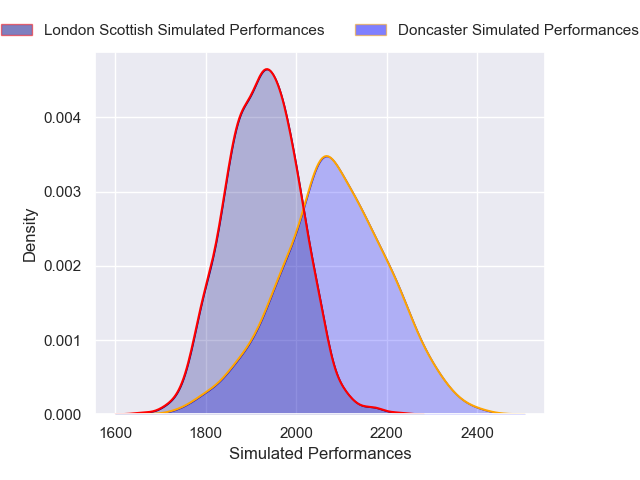 London Scottish Simulated Performances
Doncaster Simulated Performances
0.004
0.003
0.002
0.001
0.000
Density
1600 1800 2000 2200 2400
Simulated Performances